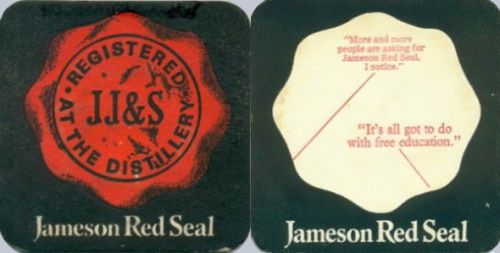 REGISTERED
JJ&S
AT THE DISTILLERY
Jameson Red Seal
"More and more
people are asking for
Jameson Red Seal,
I notice."
"It's all got to do
with free education."
Jameson Red Seal